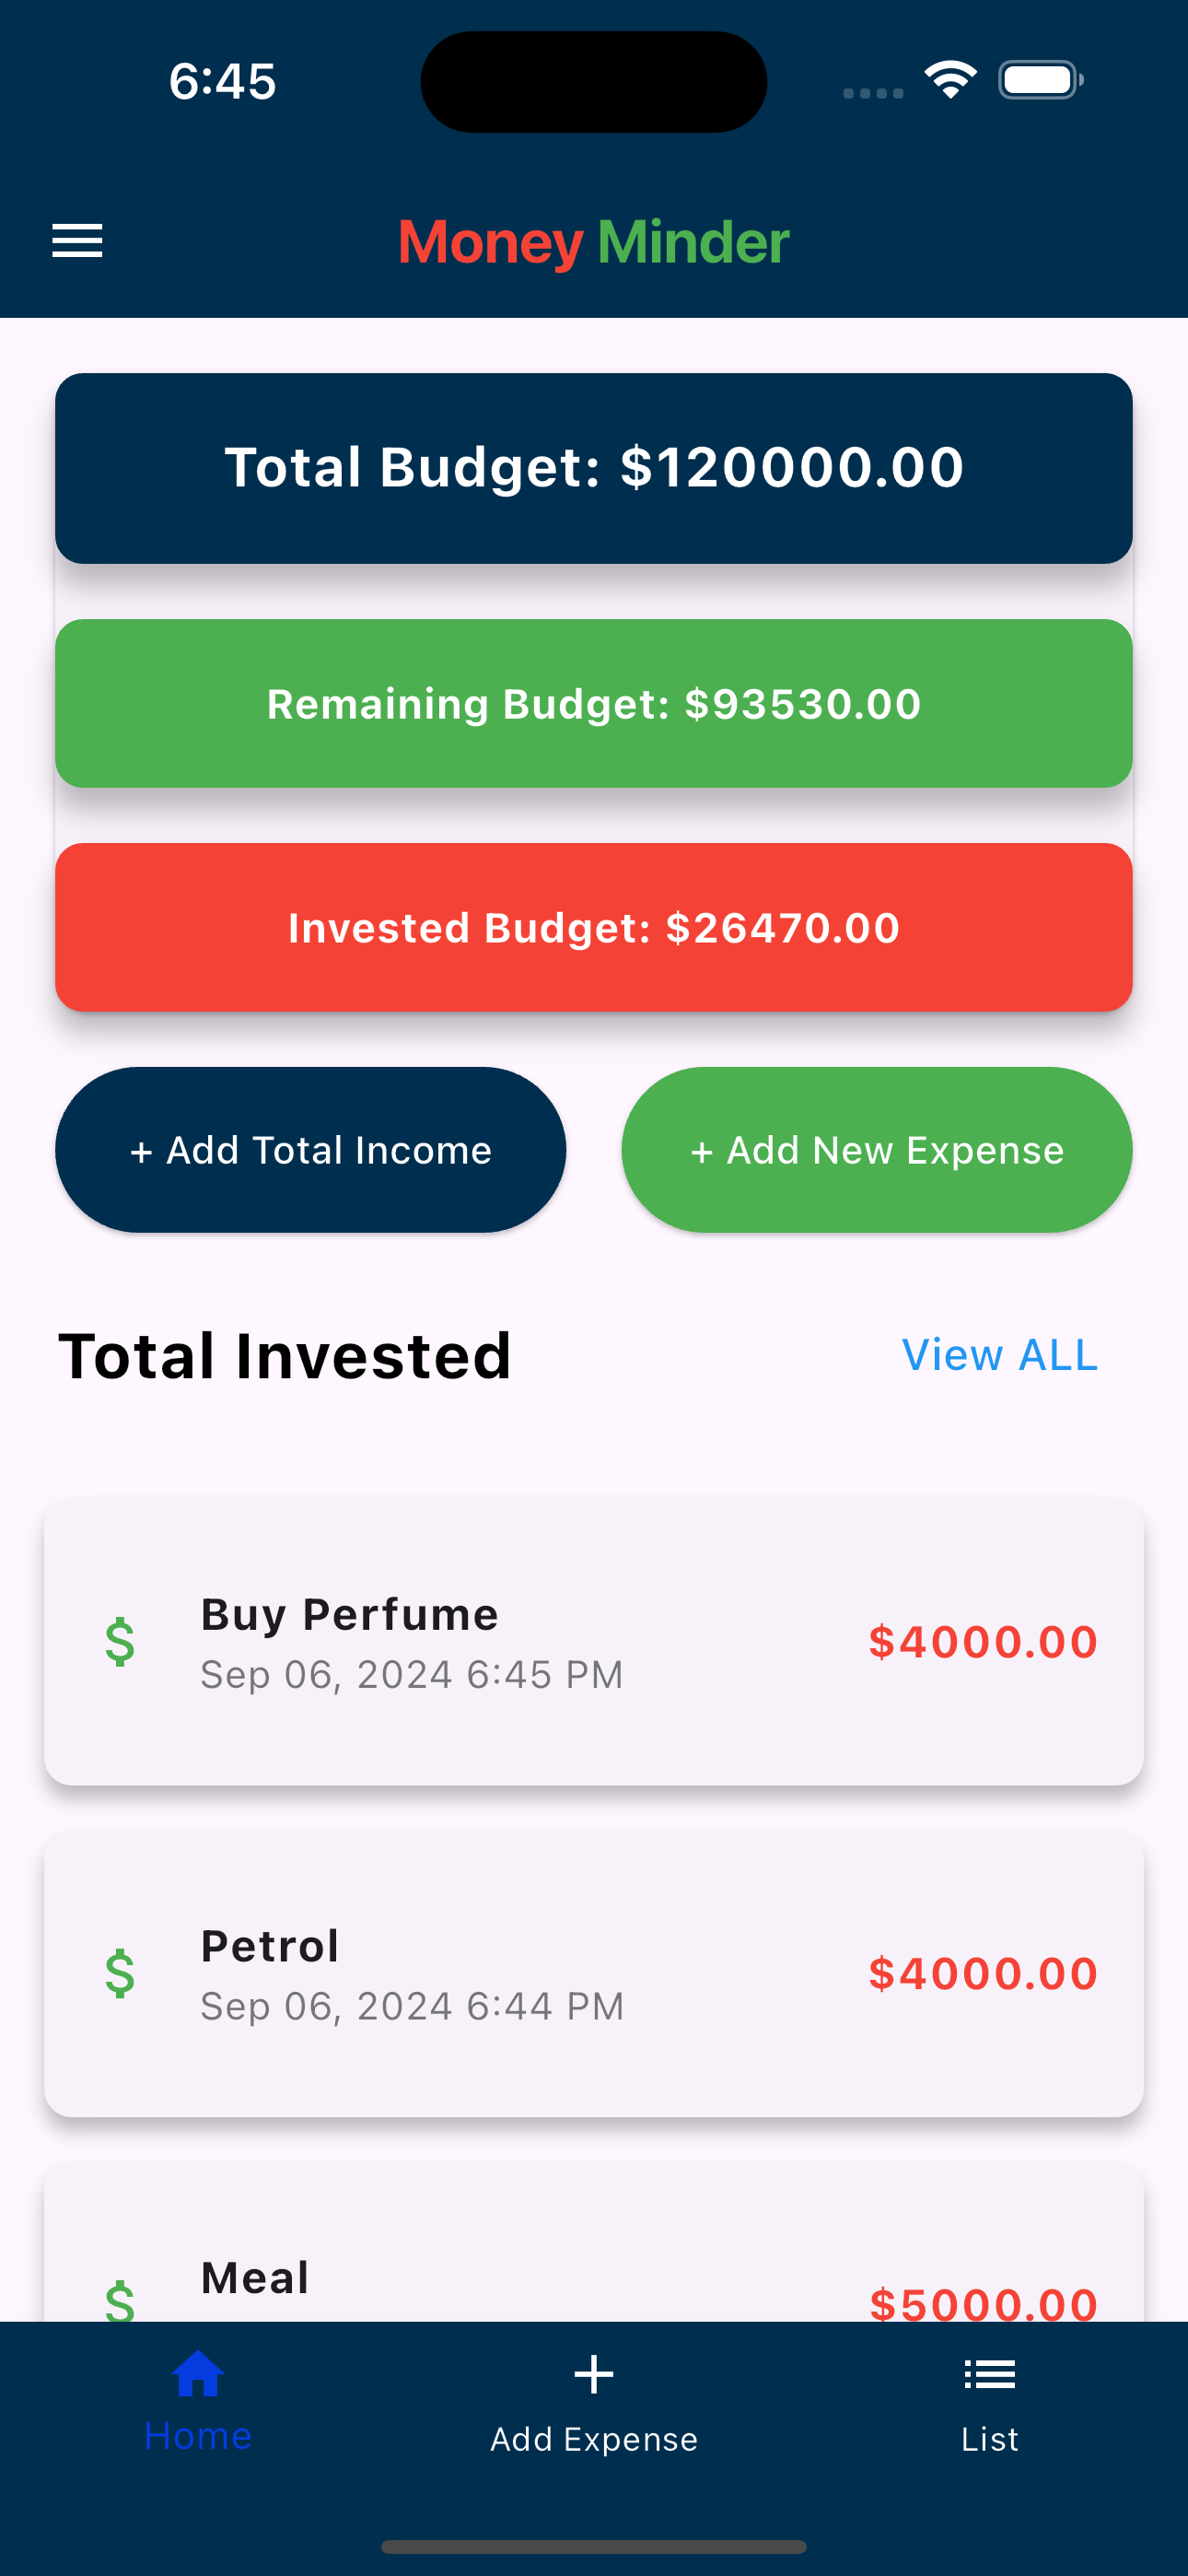 6:45
Money Minder
Total Budget: $120000.00
Remaining Budget: $93530.00
Invested Budget: $26470.00
+ Add Total Income
+ Add New Expense
Total Invested
View ALL
$
Buy Perfume
$4000.00
Sep 06, 2024 6:45 PM
$
Petrol
$4000.00
Sep 06, 2024 6:44 PM
$
Meal
$5000.00
Home
Add Expense
List